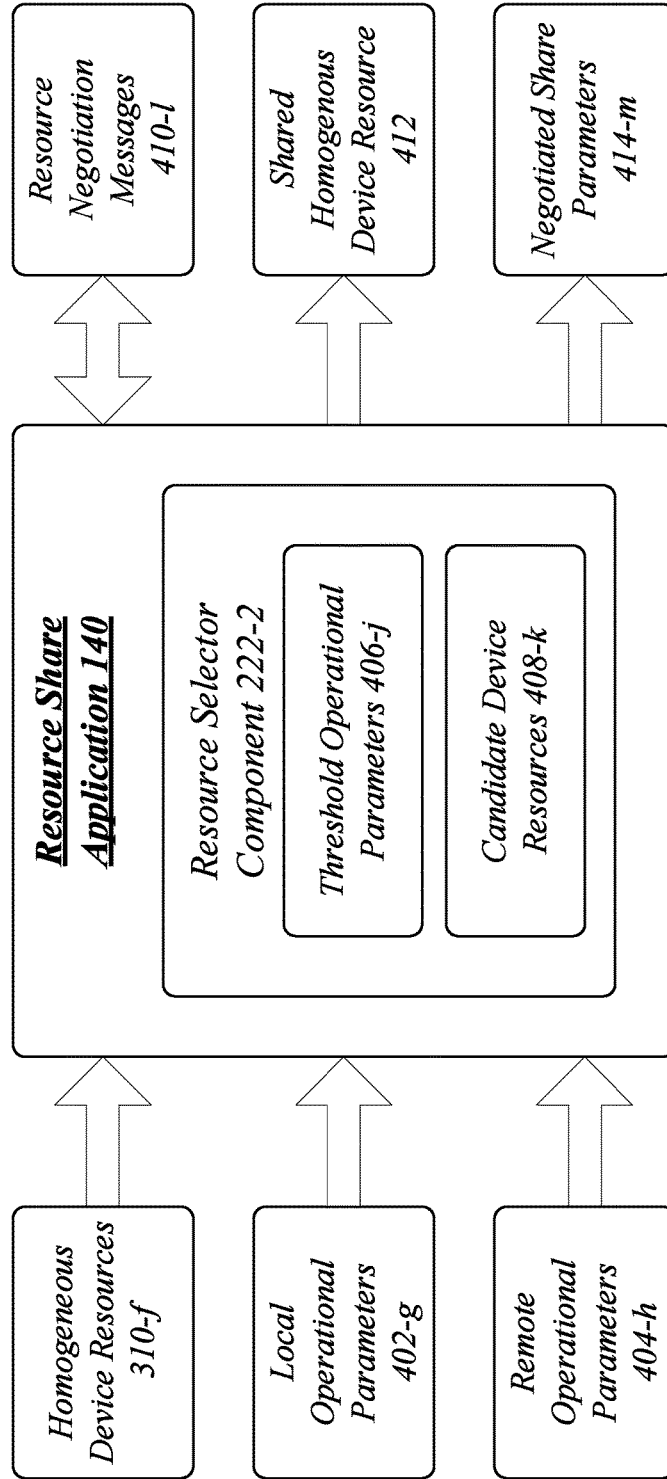 Homogeneous
Device Resources
310-f
Local
Operational
Parameters
402-g
Remote
Operational
Parameters
404-h
Resource Share
Application 140
Resource Selector
Component 222-2
Threshold Operational
Parameters 406-j
Candidate Device
Resources 408-k
Resource
Negotiation
Messages
410-l
Shared
Homogenous
Device Resource
412
Negotiated Share
Parameters
414-m